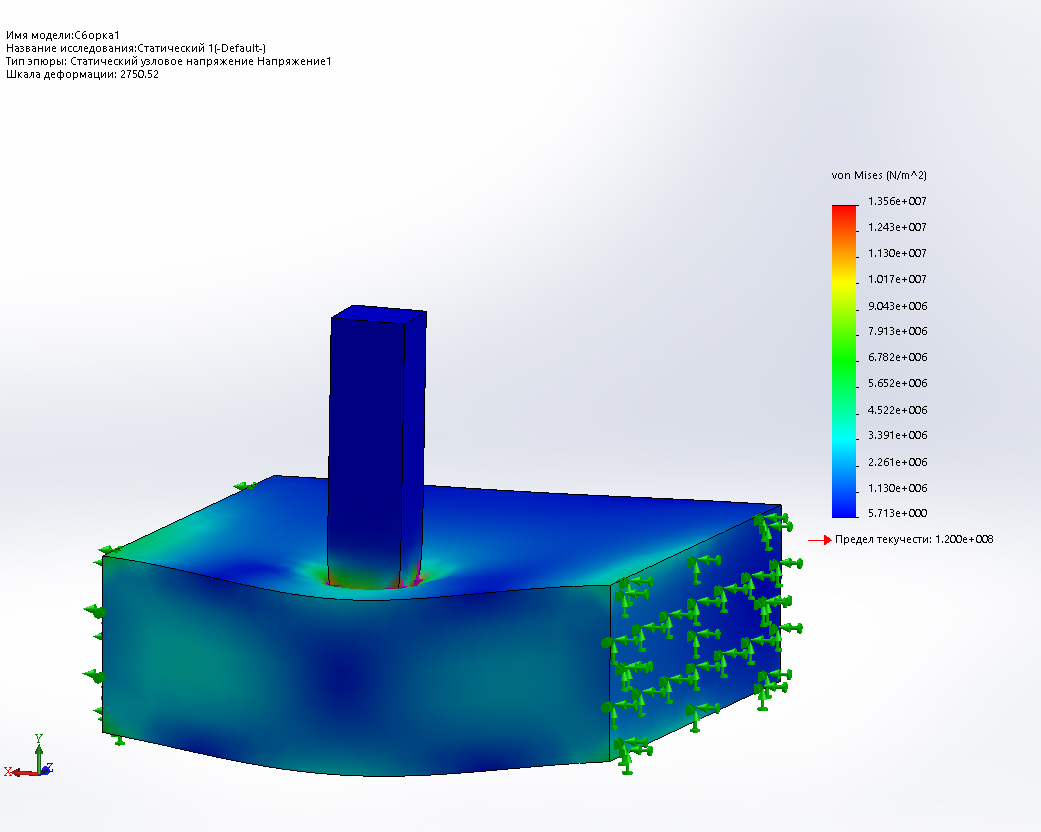 Имя модели:Сборка1
Название исследования:Статический 1(-Default-)
Тип эпюры: Статический узловое напряжение Напряжение1
Шкала деформации: 2750.52
von Mises (N/m^2)
1.356e+007
1.243e+007
1.130e+007
1.017e+007
9.043e+006
7.913e+006
6.782e+006
5.652e+006
4.522e+006
3.391e+006
2.261e+006
1.130e+006
5.713e+000
Предел текучести: 1.200e+008
Y
X
Z